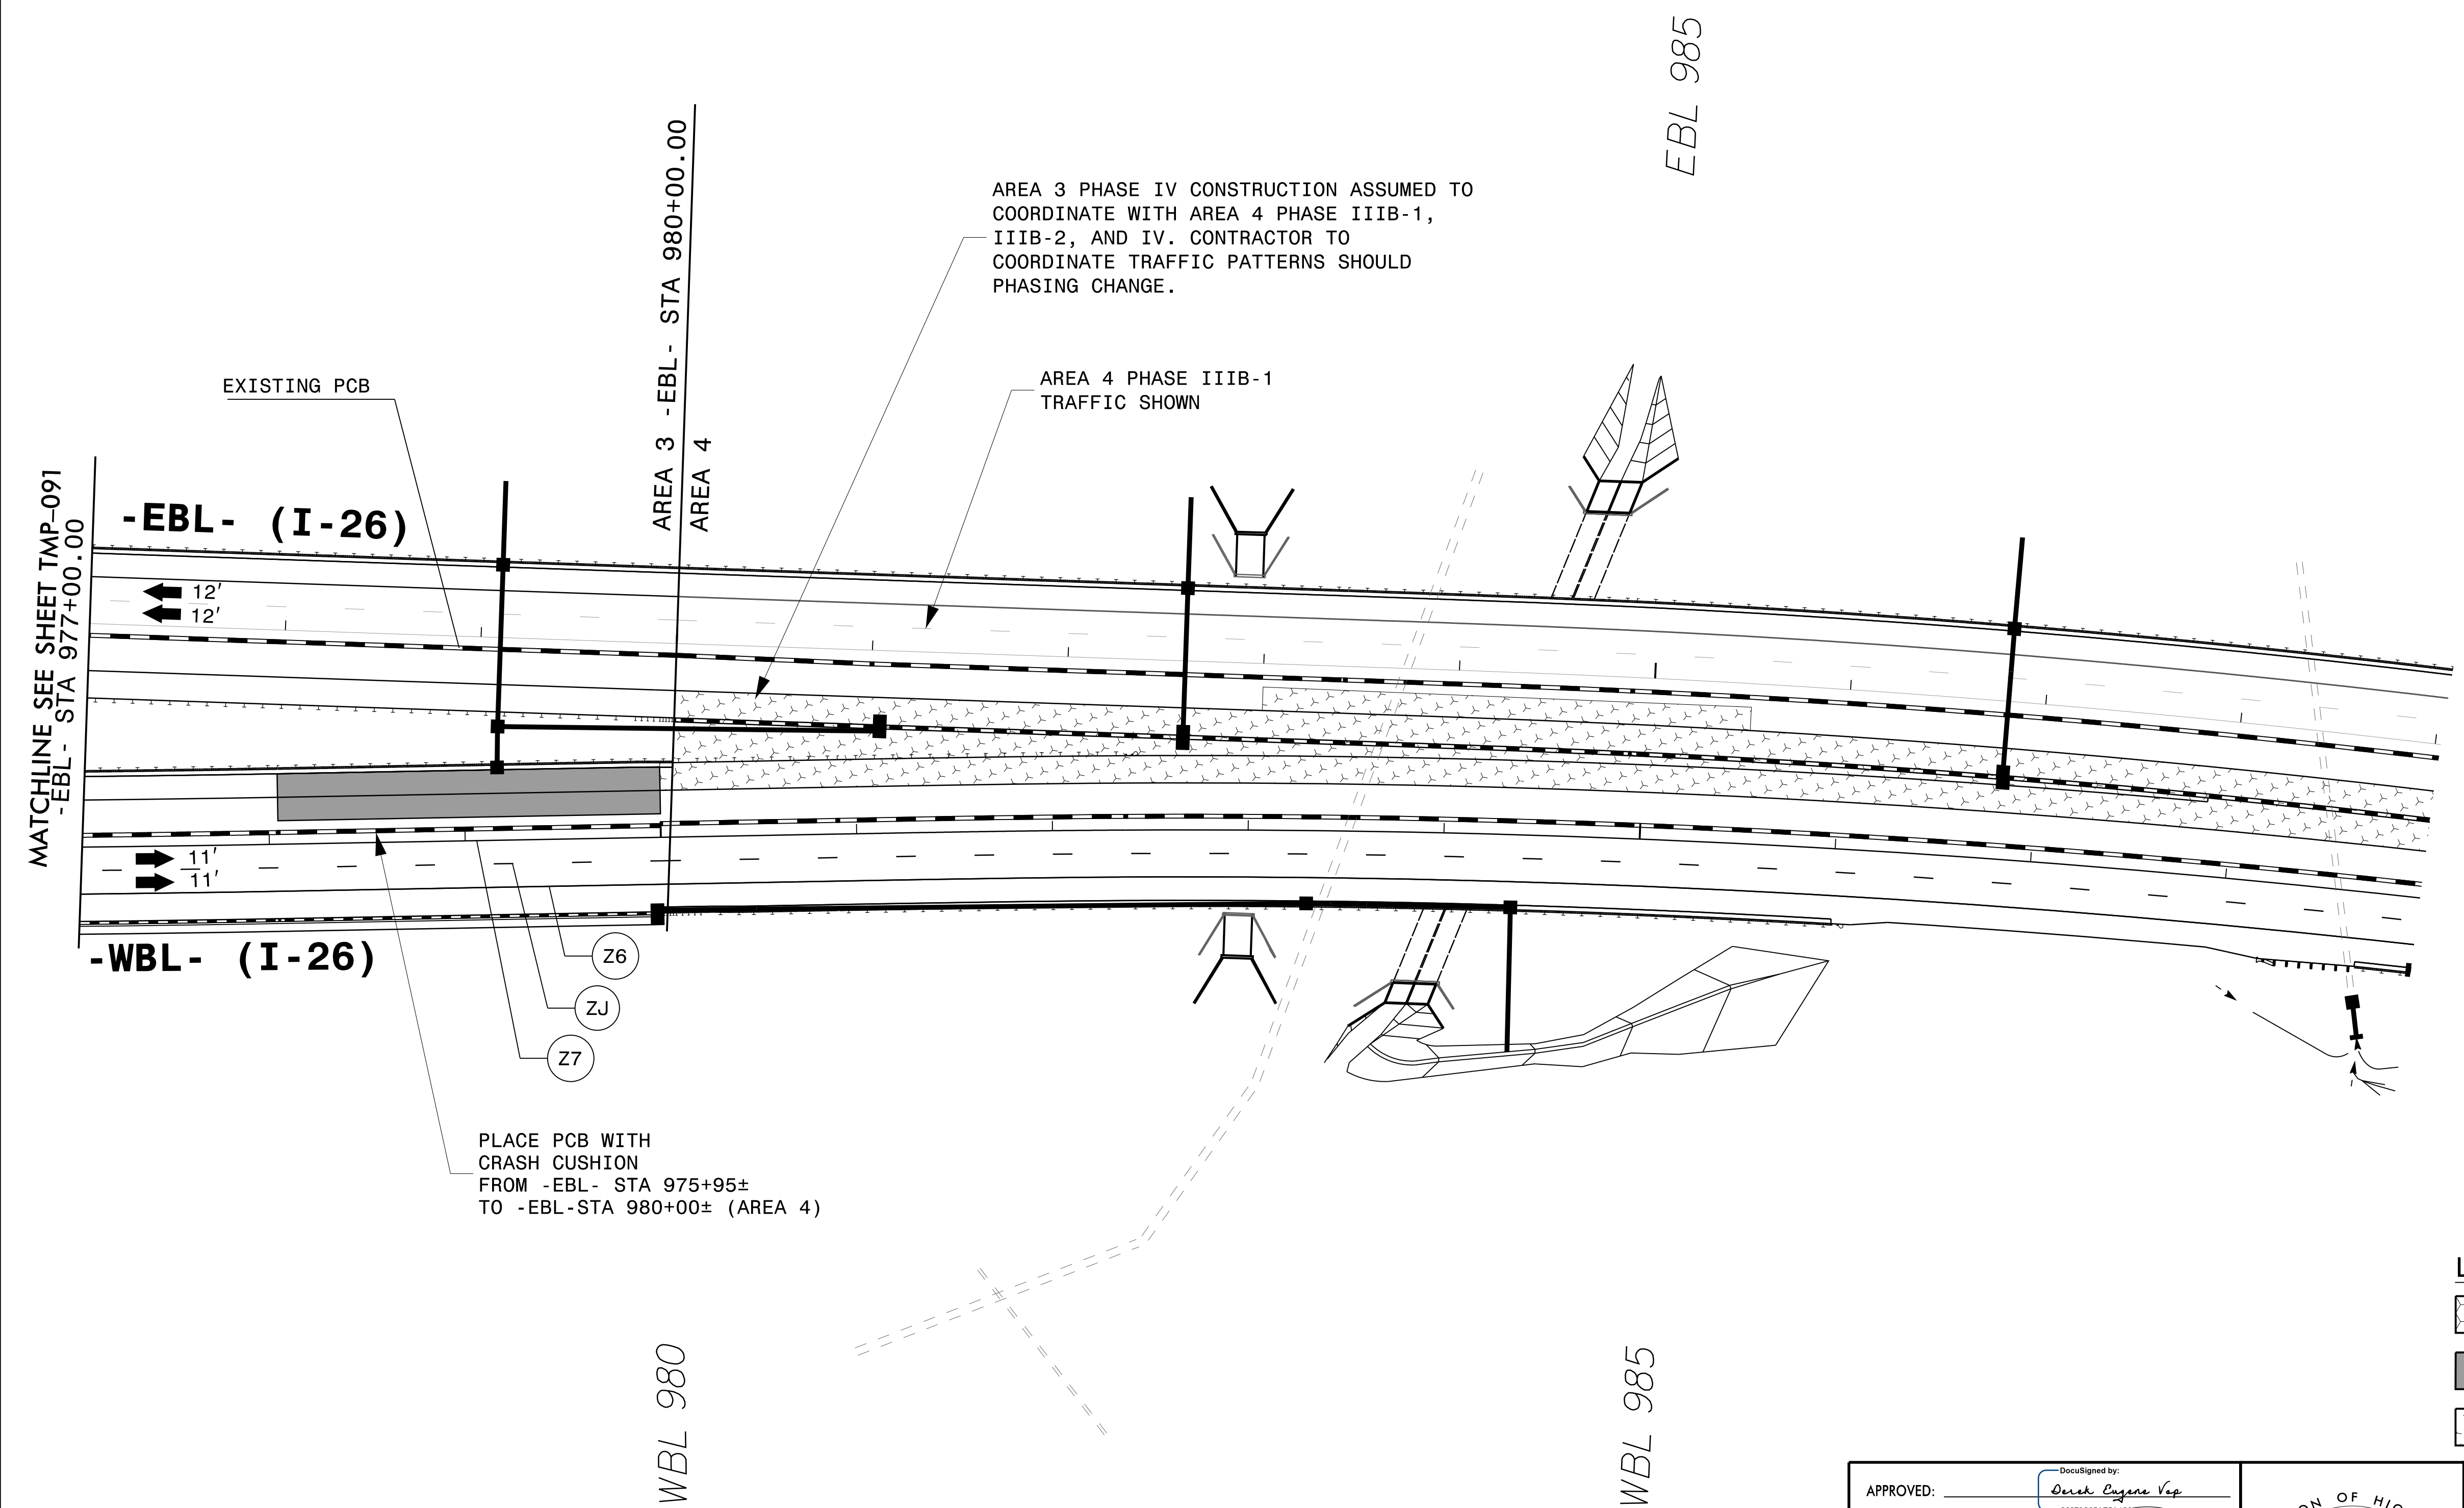 EBL 985
AREA 3 -EBL- STA 980+00.00
AREA 4
AREA 3 PHASE IV CONSTRUCTION ASSUMED TO
COORDINATE WITH AREA 4 PHASE IIIB-1,
IIIB-2, AND IV. CONTRACTOR TO
COORDINATE TRAFFIC PATTERNS SHOULD
PHASING CHANGE.
AREA 4 PHASE IIIB-1
TRAFFIC SHOWN
EXISTING PCB
MATCHLINE SEE SHEET TMP-091
-EBL- STA 977+00.00
-EBL- (I-26)
12'
12'
11'
11'
-WBL- (I-26)
Z6
ZJ
Z7
PLACE PCB WITH
CRASH CUSHION
FROM -EBL- STA 975+95±
TO -EBL-STA 980+00± (AREA 4)
WBL 980
WBL 985
APPROVED:
DocuSigned by:
Derek Eugene
OF